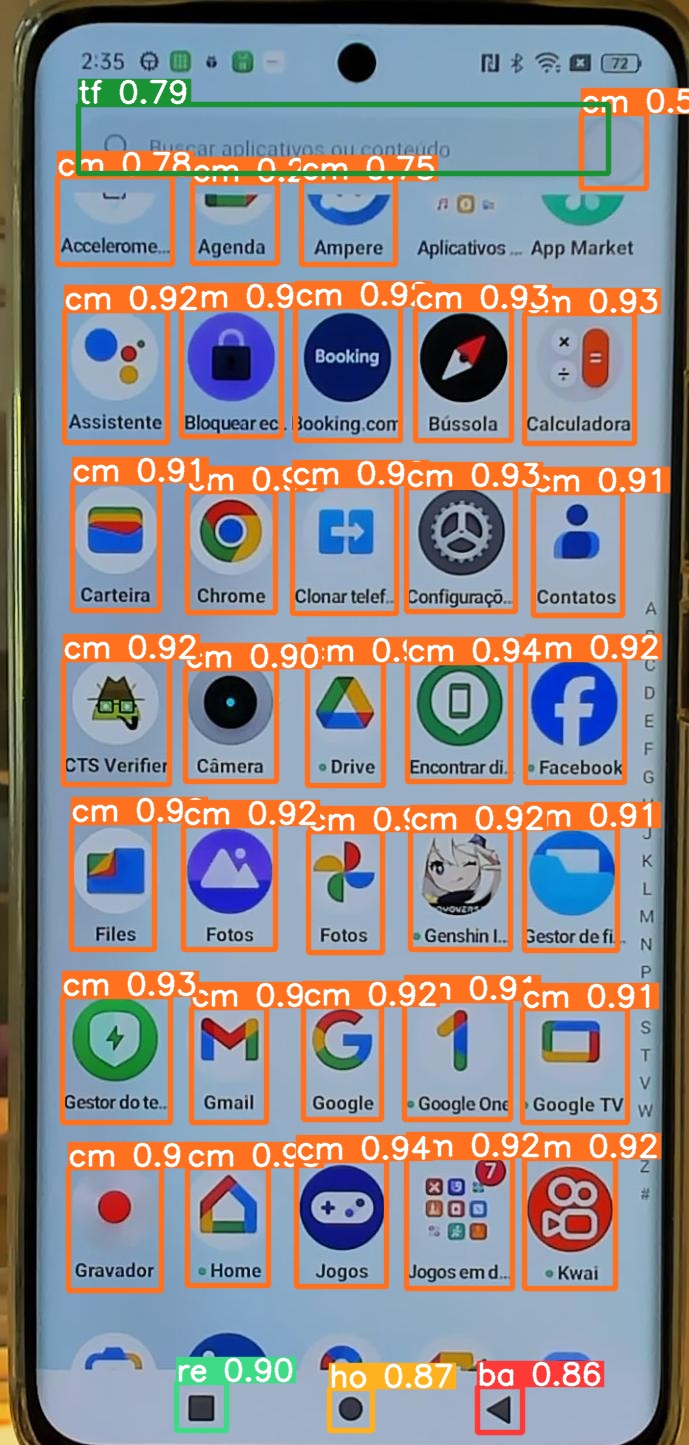 2:35 72
tf 0.79
cm 0.5
Buscar aplicativos ou conteúdo
cm 0.78 cm 0.2 cm 0.75
Accelerome... Agenda Ampere Aplicativos ... App Market
cm 0.92 m 0.9 cm 0.92 cm 0.93 m 0.93
Booking
Assistente Bloquear ec... Booking.com Bússola Calculadora
cm 0.91 cm 0.9 cm 0.9 cm 0.93 cm 0.91
Carteira Chrome Clonar telef... Configuraçõ... Contatos
A
cm 0.92 cm 0.90 m 0. cm 0.94 m 0.92
C
D
E
F
G
CTS Verifier Câmera Drive Encontrar di... Facebook
cm 0.9 cm 0.92 cm 0. cm 0.92 m 0.91
J
K
L
M
N
P
Files Fotos Fotos Genshin I... Gestor de fi...
cm 0.93 cm 0.9 cm 0.92 0.9 cm 0.91
S
T
V
W
Gestor do te... Gmail Google Google One Google TV
cm 0.9 cm 0.9 cm 0.94 0.92 m 0.92
Z
#
7
Gravador Home Jogos Jogos em d... Kwai
re 0.90 ho 0.87 ba 0.86